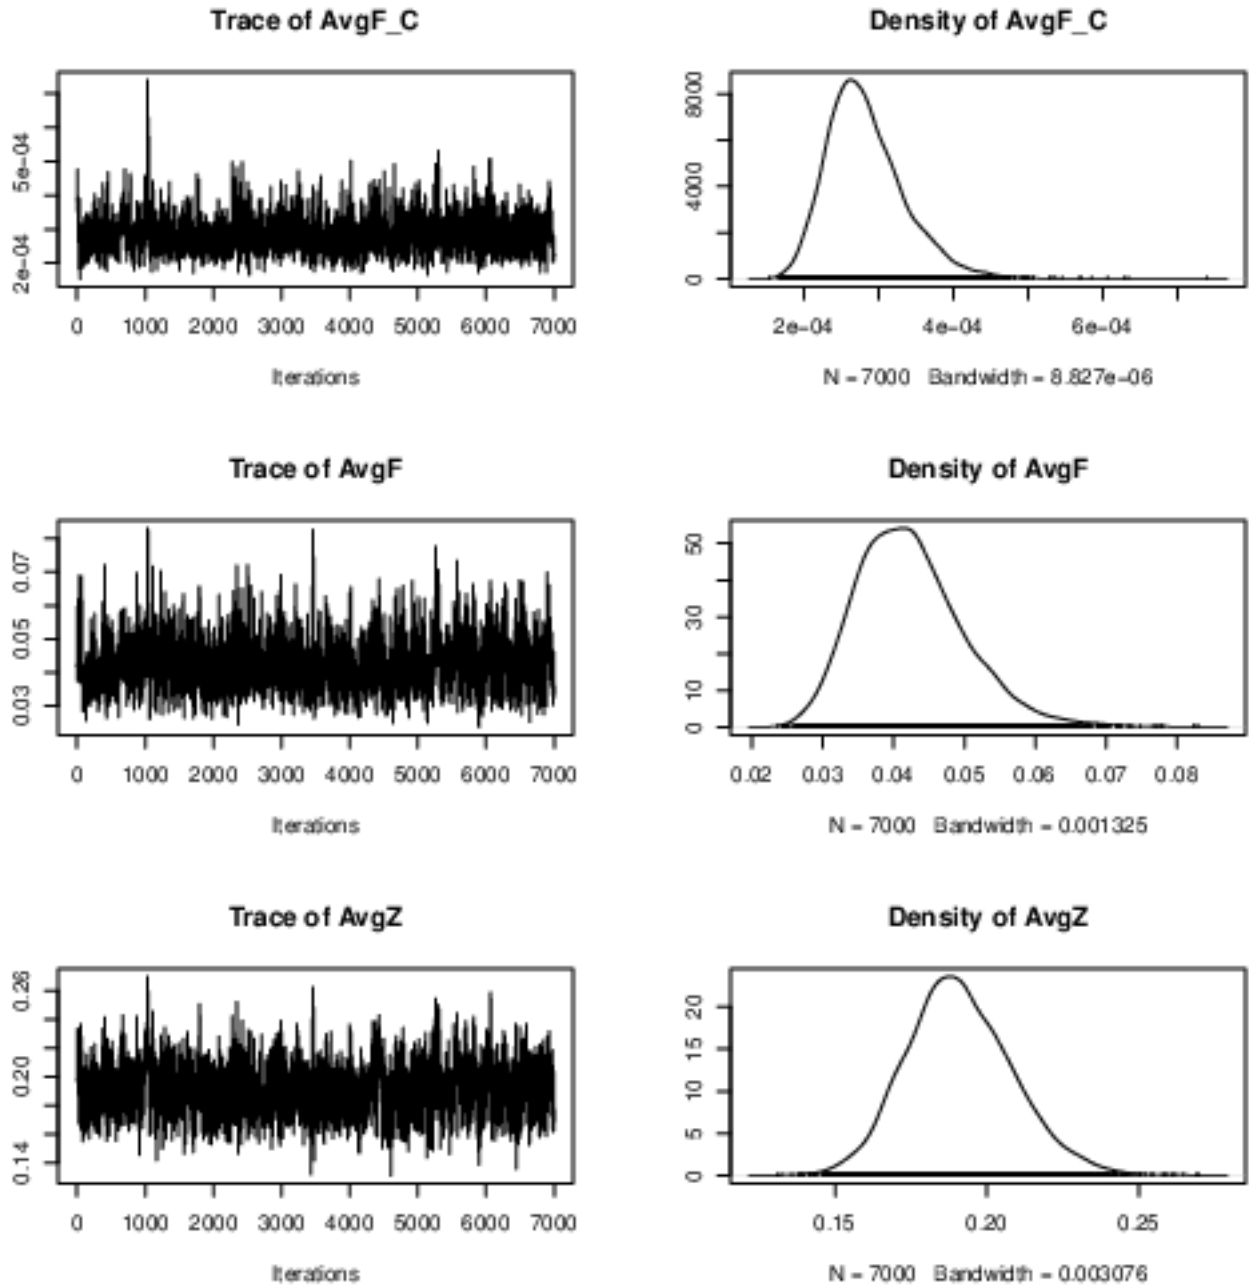 Trace of AvgF_C
Density of AvgF_C
2e−04 5e−04
0 1000 2000 3000 4000 5000 6000 7000
Iterations
0 4000 8000
2e−04 4e−04 6e−04
N = 7000 Bandwidth = 8.827e−06
Trace of AvgF
Density of AvgF
0.03 0.05 0.07
0 1000 2000 3000 4000 5000 6000 7000
Iterations
0 10 30 50
0.02 0.03 0.04 0.05 0.06 0.07 0.08
N = 7000 Bandwidth = 0.001325
Trace of AvgZ
Density of AvgZ
0.14 0.20 0.26
0 1000 2000 3000 4000 5000 6000 7000
Iterations
0 5 10 15 20
0.15 0.20 0.25
N = 7000 Bandwidth = 0.003076